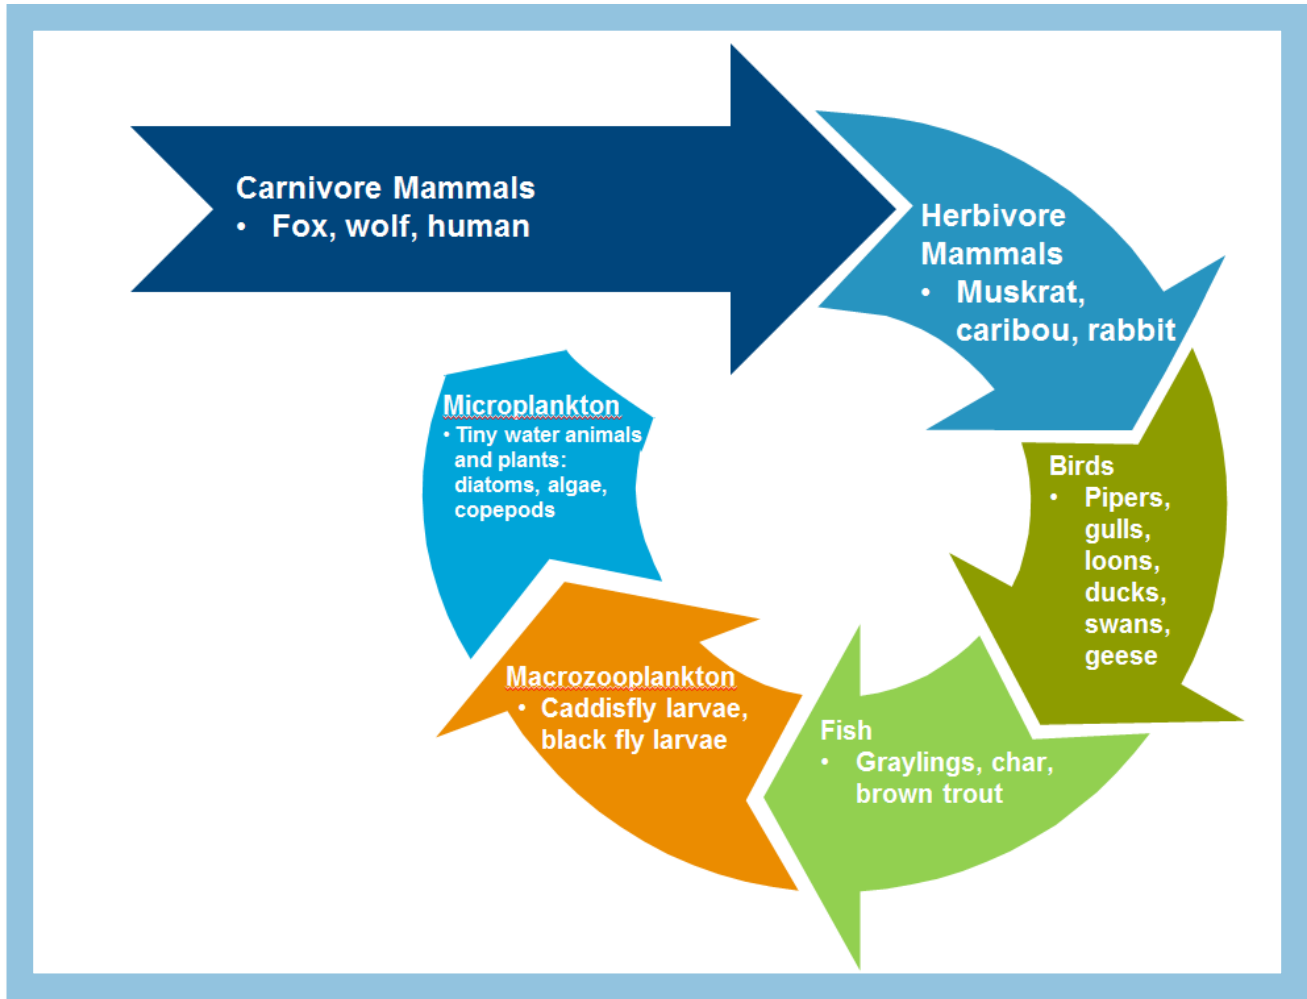 Carnivore Mammals
• Fox, wolf, human
Herbivore
Mammals
• Muskrat,
caribou, rabbit
Birds
• Pipers,
gulls,
loons,
ducks,
swans,
geese
Fish
• Graylings, char,
brown trout
Macrozooplankton
• Caddisfly larvae,
black fly larvae
Microplankton
• Tiny water animals
and plants:
diatoms, algae,
copepods